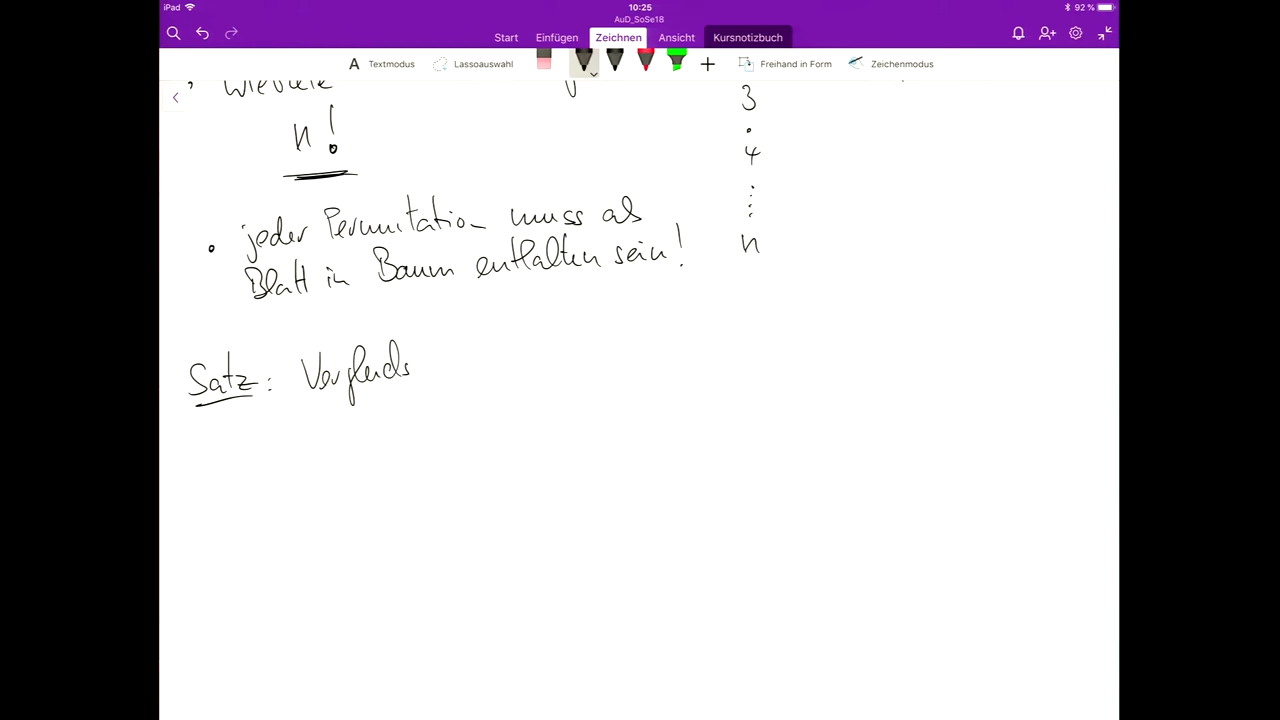 iPad
10:25
92 %
AuD_SoSe18
Start Einfügen Zeichnen Ansicht Kursnotizbuch
A Textmodus Lassoauswahl Freihand in Form Zeichenmodus
wieviele
3
n!
4
jeder Permutation muss als
n
Blatt in Baum enthalten sein!
Satz: Vergleichs